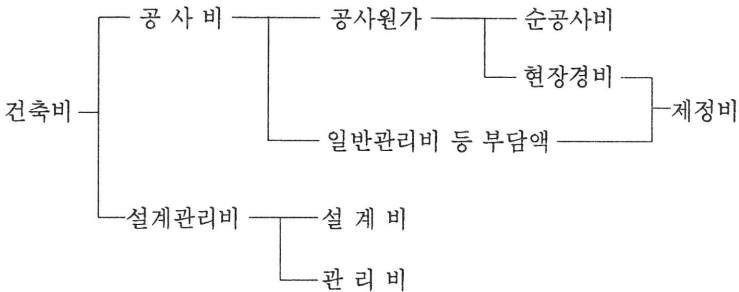 공 사 비 공사원가 순공사비
현장경비
건축비 제정비
일반관리비 등 부담액
설계관리비 설 계 비
관 리 비